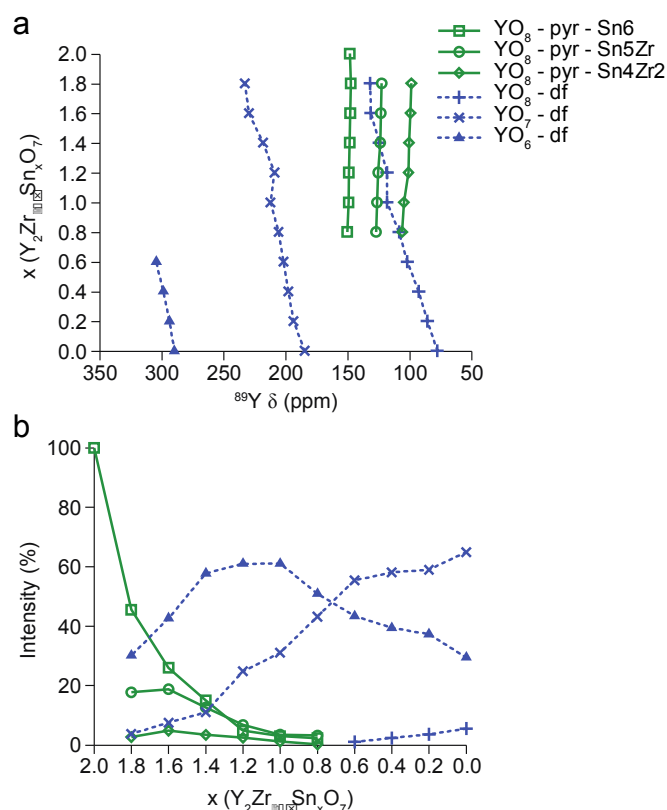 a
YO₈ - pyr - Sn6
YO₈ - pyr - Sn5Zr
YO₈ - pyr - Sn4Zr2
YO₈ - df
YO₇ - df
YO₆ - df
2.0
1.8
1.6
1.4
1.2
1.0
0.8
0.6
0.4
0.2
0.0
x (Y₂Zr SnₓO₇)
350 300 250 200 150 100 50
⁸⁹Y δ (ppm)
b
100
80
60
40
20
0
Intensity (%)
2.0 1.8 1.6 1.4 1.2 1.0 0.8 0.6 0.4 0.2 0.0
x (Y₂Zr SnₓO₇)